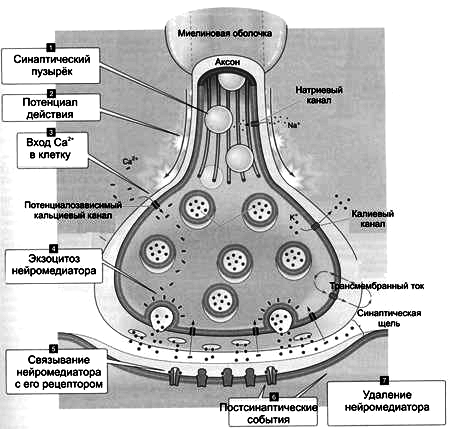 Миелиновая оболочка
Аксон
1
Синаптический
пузырёк
2
Потенциал
действия
Натриевый
канал
Na⁺
3
Вход Ca²⁺
в клетку
Ca²⁺
Потенциалозависимый
кальциевый канал
K⁺
Калиевый
канал
4
Экзоцитоз
нейромедиатора
Трансмембранный ток
Синаптическая
щель
5
Связывание
нейромедиатора
с его рецептором
6
Постсинаптические
события
7
Удаление
нейромедиатора